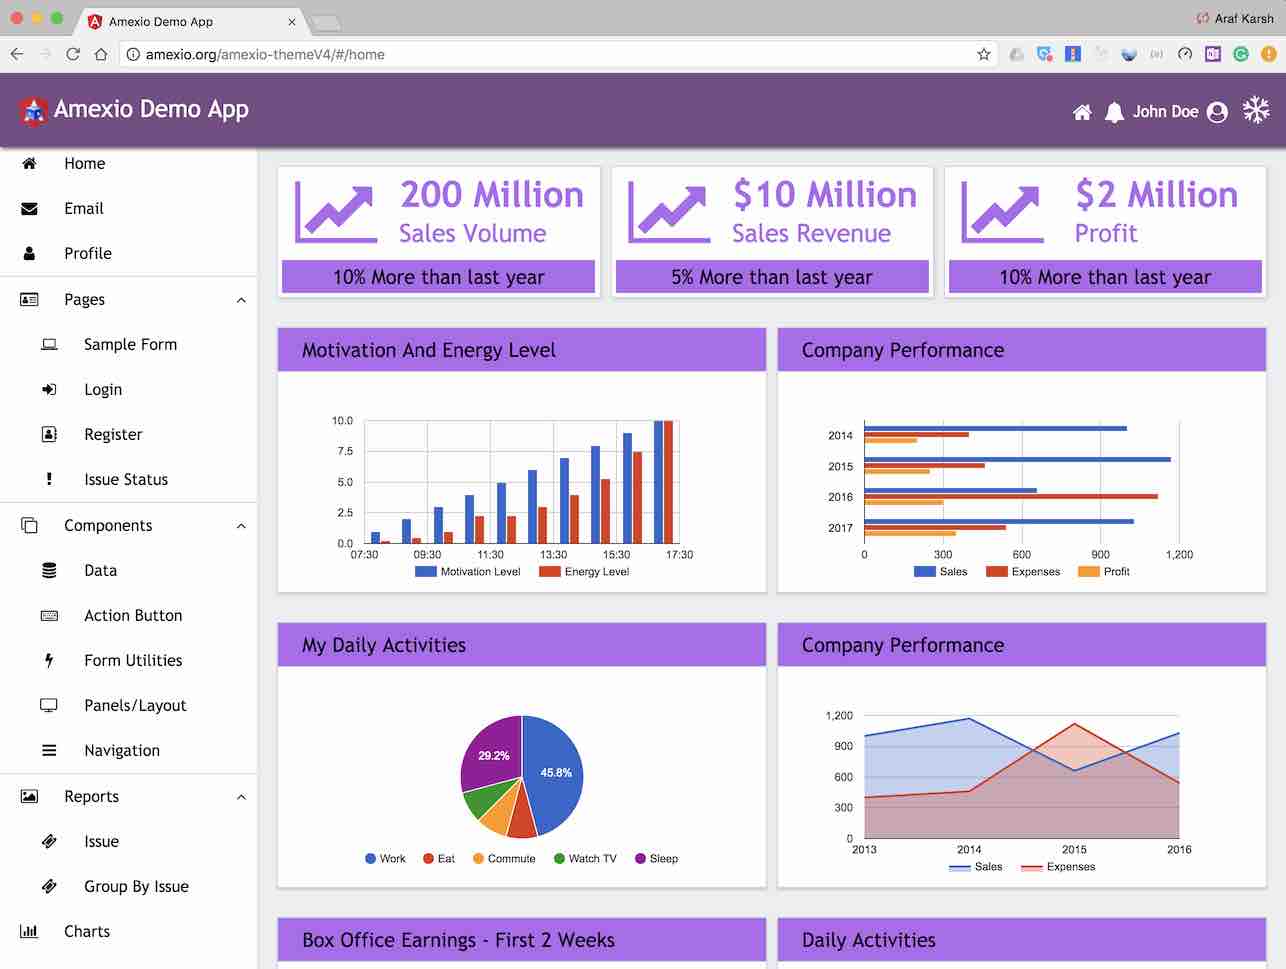 Amexio Demo App
Araf Karsh
amexio.org/amexio-themeV4/#/home
Amexio Demo App
John Doe
Home
Email
Profile
Pages
Sample Form
Login
Register
Issue Status
Components
Data
Action Button
Form Utilities
Panels/Layout
Navigation
Reports
Issue
Group By Issue
Charts
200 Million
Sales Volume
10% More than last year
$10 Million
Sales Revenue
5% More than last year
$2 Million
Profit
10% More than last year
Motivation And Energy Level
10.0
7.5
5.0
2.5
0.0
07:30 09:30 11:30 13:30 15:30 17:30
Motivation Level Energy Level
Company Performance
2014
2015
2016
2017
0 300 600 900 1,200
Sales Expenses Profit
My Daily Activities
29.2%
45.8%
Work Eat Commute Watch TV Sleep
Company Performance
1,200
900
600
300
0
2013 2014 2015 2016
Sales Expenses
Box Office Earnings - First 2 Weeks
Daily Activities